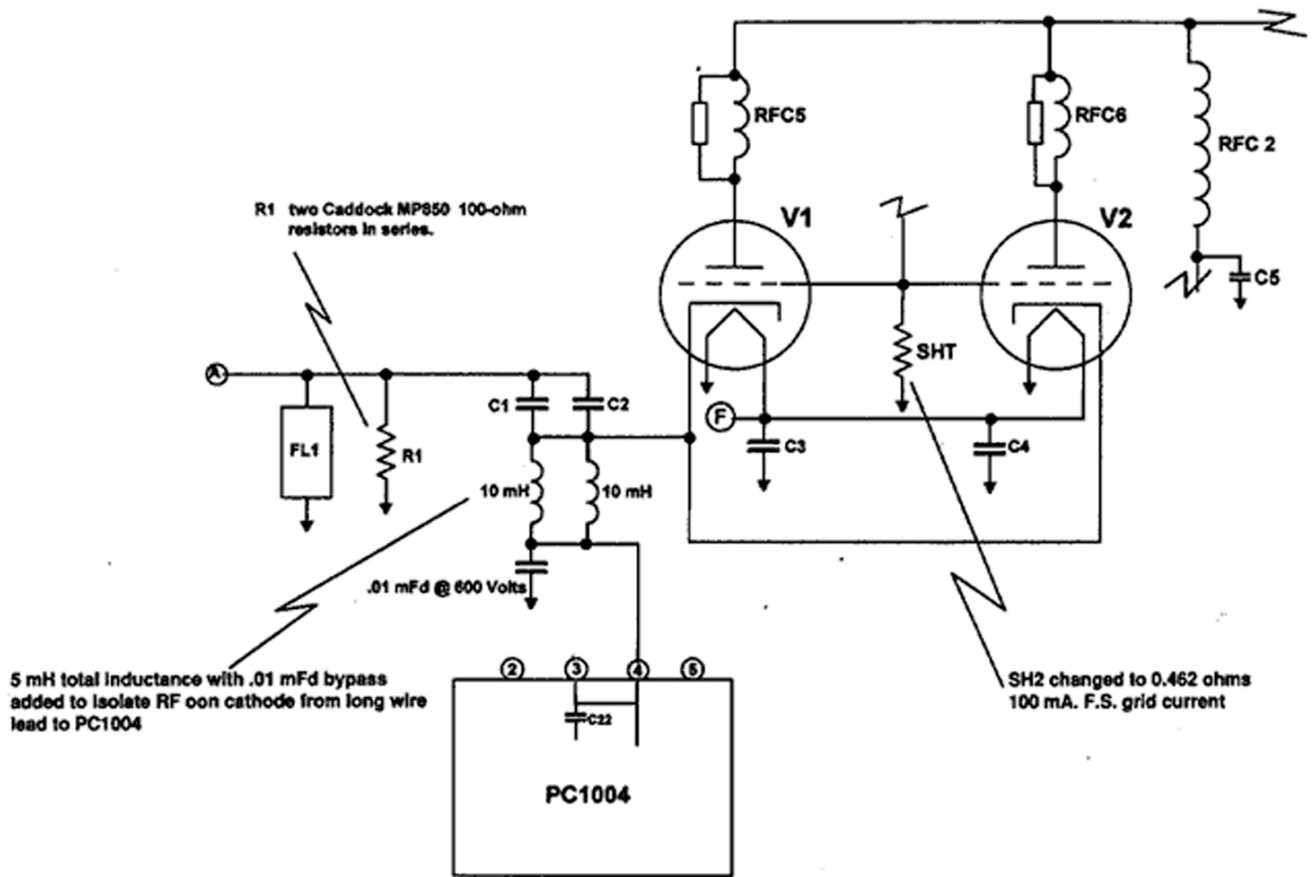 RFC5
RFC6
RFC 2
R1 two Caddock MP850 100-ohm
resistors in series.
V1
V2
C5
SHT
A
C1
C2
F
FL1
R1
C3
C4
10 mH
10 mH
.01 mFd @ 600 Volts
5 mH total inductance with .01 mFd bypass
added to isolate RF oon cathode from long wire
lead to PC1004
SH2 changed to 0.462 ohms
100 mA. F.S. grid current
2
3
4
5
C22
PC1004